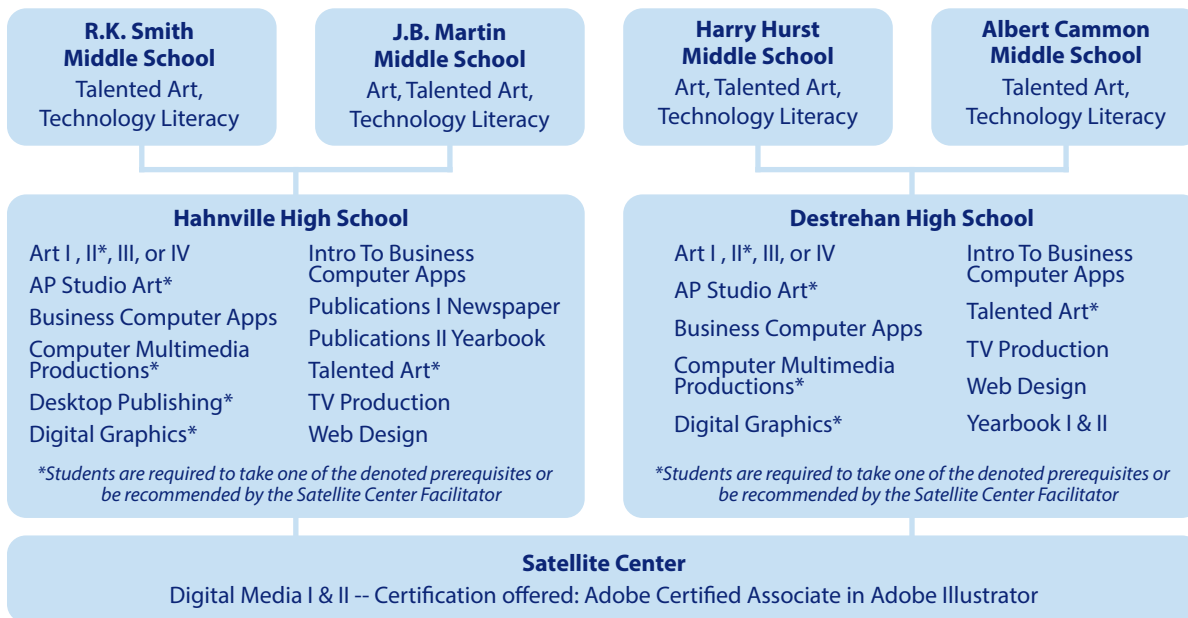 R.K. Smith
Middle School
Talented Art,
Technology Literacy
J.B. Martin
Middle School
Art, Talented Art,
Technology Literacy
Harry Hurst
Middle School
Art, Talented Art,
Technology Literacy
Albert Cammon
Middle School
Talented Art,
Technology Literacy
Hahnville High School
Art I , II*, III, or IV
AP Studio Art*
Business Computer Apps
Computer Multimedia
Productions*
Desktop Publishing*
Digital Graphics*
Intro To Business
Computer Apps
Publications I Newspaper
Publications II Yearbook
Talented Art*
TV Production
Web Design
*Students are required to take one of the denoted prerequisites or
be recommended by the Satellite Center Facilitator
Destrehan High School
Art I , II*, III, or IV
AP Studio Art*
Business Computer Apps
Computer Multimedia
Productions*
Digital Graphics*
Intro To Business
Computer Apps
Talented Art*
TV Production
Web Design
Yearbook I & II
*Students are required to take one of the denoted prerequisites or
be recommended by the Satellite Center Facilitator
Satellite Center
Digital Media I & II -- Certification offered: Adobe Certified Associate in Adobe Illustrator